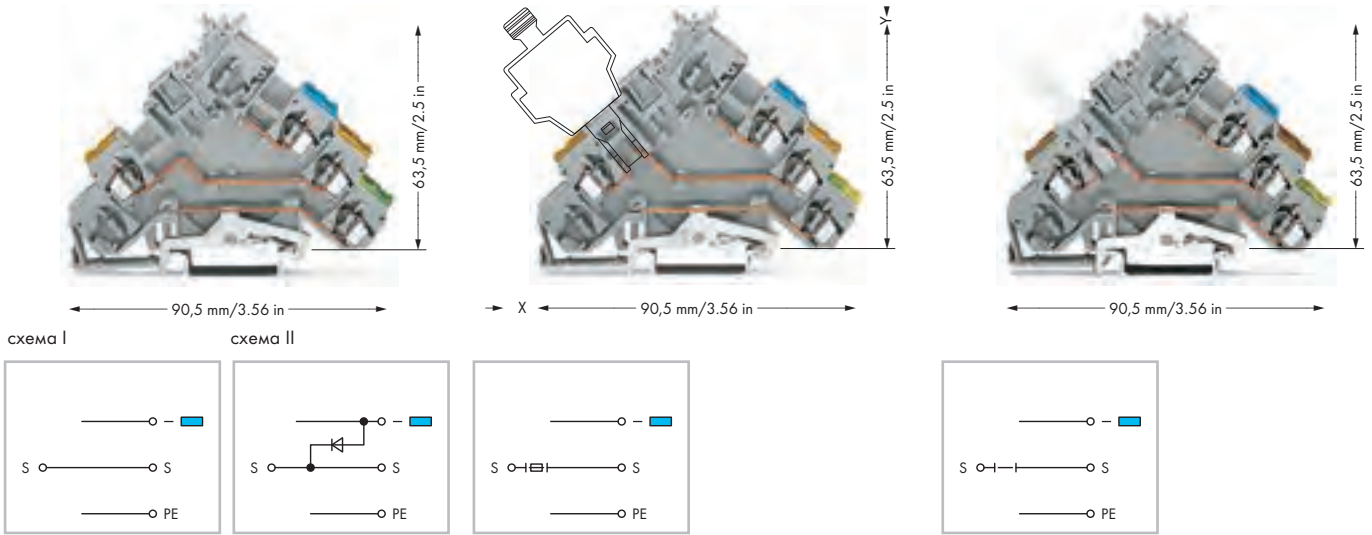 Y
63,5 mm/2.5 in
63,5 mm/2.5 in
63,5 mm/2.5 in
90,5 mm/3.56 in
X
90,5 mm/3.56 in
90,5 mm/3.56 in
схема I
схема II
–
S
S
PE
–
S
S
PE
–
S
S
PE
–
S
S
PE